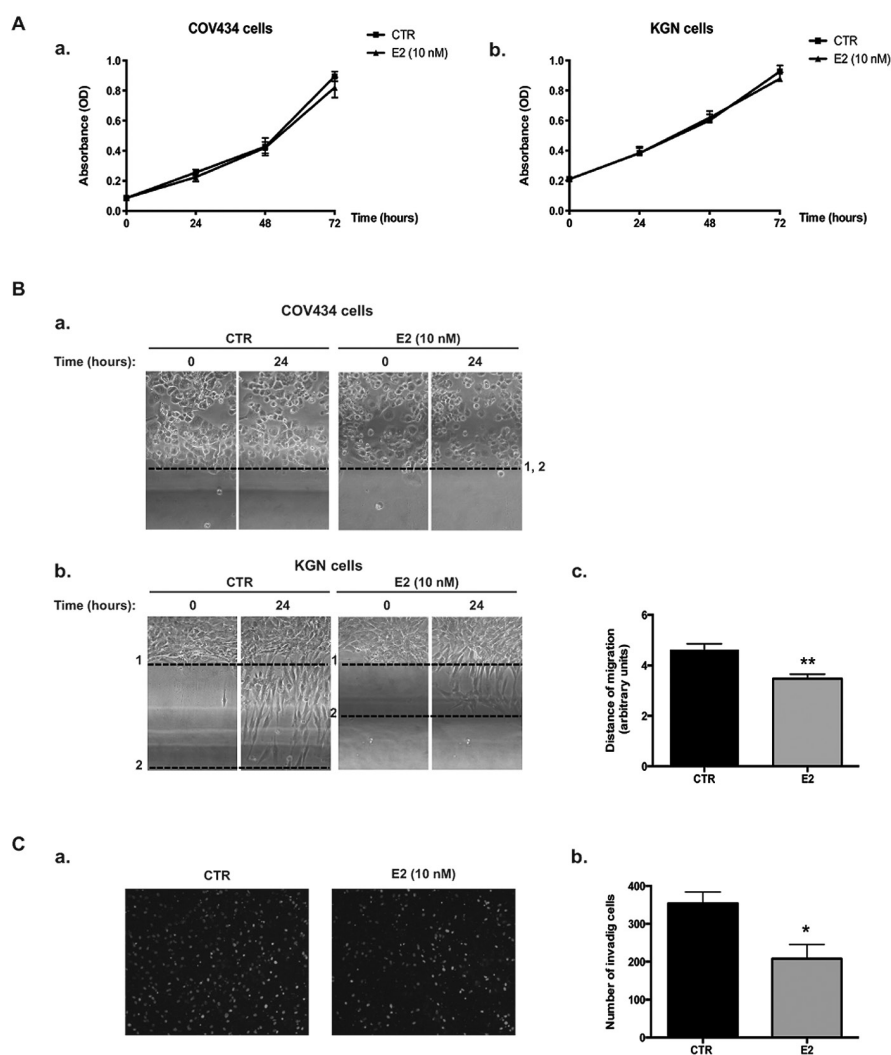 A
COV434 cells
a.
CTR
E2 (10 nM)
Absorbance (OD)
1.0
0.8
0.6
0.4
0.2
0.0
0 24 48 72
Time (hours)
KGN cells
b.
CTR
E2 (10 nM)
Absorbance (OD)
1.0
0.8
0.6
0.4
0.2
0.0
0 24 48 72
Time (hours)
B
COV434 cells
a.
CTR E2 (10 nM)
Time (hours): 0 24 0 24
1, 2
b.
KGN cells
CTR E2 (10 nM)
Time (hours): 0 24 0 24
1 1
2
2
c.
Distance of migration
(arbitrary units)
6
4
2
0
**
CTR E2
C
a.
CTR E2 (10 nM)
b.
Number of invadig cells
400
300
200
100
0
*
CTR E2